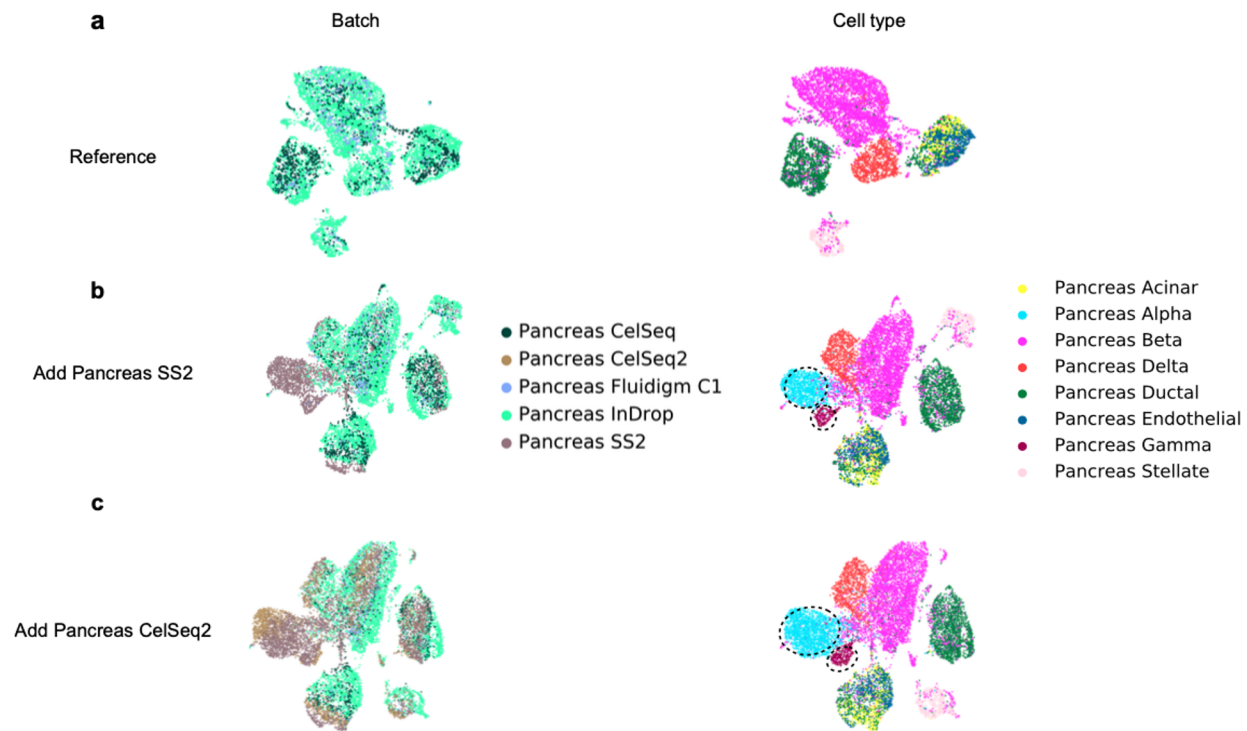 a
Batch
Cell type
Reference
b
Add Pancreas SS2
Pancreas CelSeq
Pancreas CelSeq2
Pancreas Fluidigm C1
Pancreas InDrop
Pancreas SS2
Pancreas Acinar
Pancreas Alpha
Pancreas Beta
Pancreas Delta
Pancreas Ductal
Pancreas Endothelial
Pancreas Gamma
Pancreas Stellate
c
Add Pancreas CelSeq2